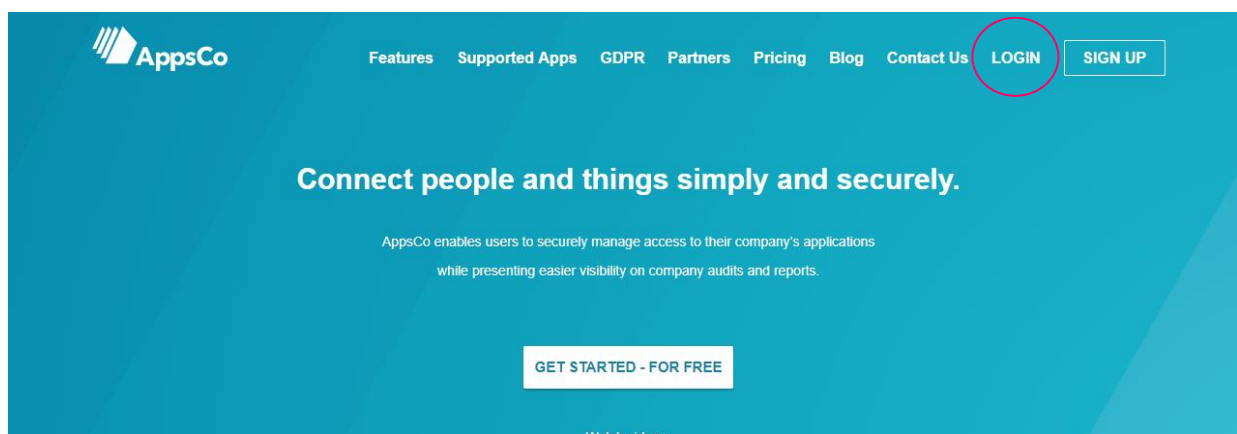 AppsCo
Features Supported Apps GDPR Partners Pricing Blog Contact Us LOGIN SIGN UP
Connect people and things simply and securely.
AppsCo enables users to securely manage access to their company's applications
while presenting easier visibility on company audits and reports.
GET STARTED - FOR FREE